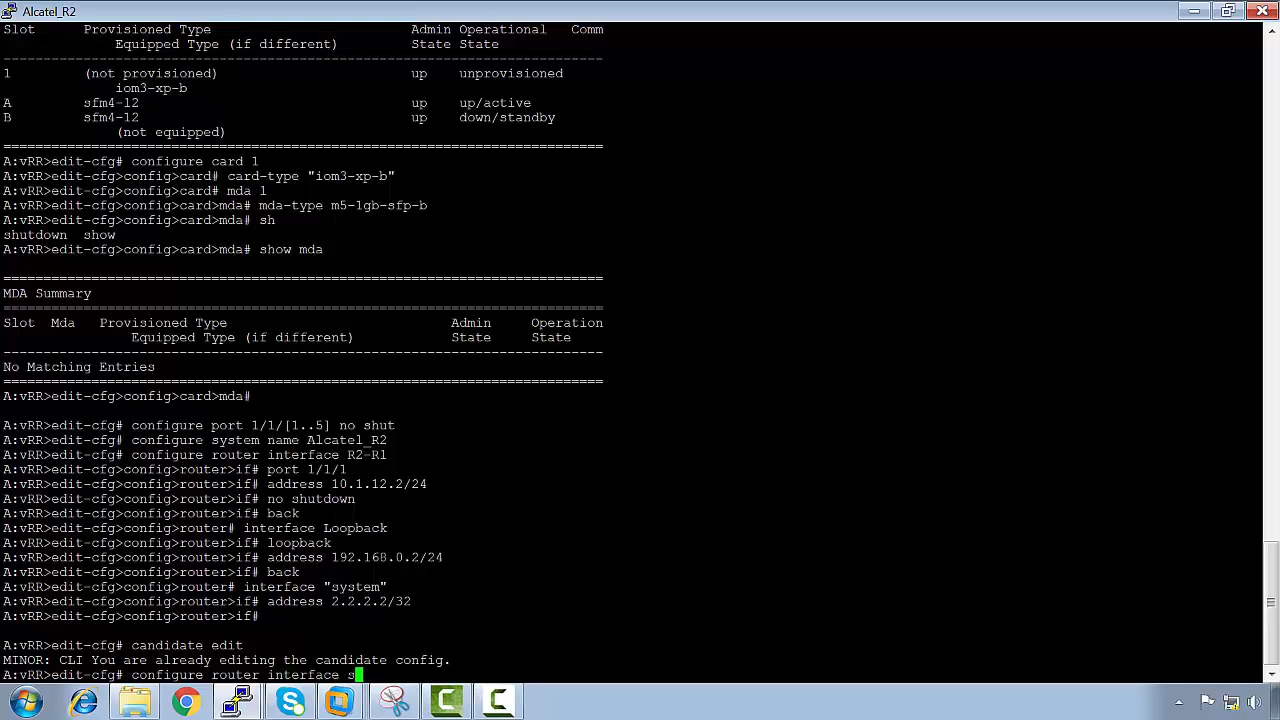 Alcatel_R2
Slot Provisioned Type Admin Operational Comm
Equipped Type (if different) State State
-----------------------------------------------------------------------
1 (not provisioned) up unprovisioned
iom3-xp-b
A sfm4-12 up up/active
B sfm4-12 up down/standby
(not equipped)
===========================================================================
A:vRR>edit-cfg# configure card 1
A:vRR>edit-cfg>config>card# card-type "iom3-xp-b"
A:vRR>edit-cfg>config>card# mda 1
A:vRR>edit-cfg>config>card>mda# mda-type m5-1gb-sfp-b
A:vRR>edit-cfg>config>card>mda# sh
shutdown show
A:vRR>edit-cfg>config>card>mda# show mda
===========================================================================
MDA Summary
===========================================================================
Slot Mda Provisioned Type Admin Operation
Equipped Type (if different) State State
---------------------------------------------------------------------------
No Matching Entries
===========================================================================
A:vRR>edit-cfg>config>card>mda#
A:vRR>edit-cfg# configure port 1/1/[1..5] no shut
A:vRR>edit-cfg# configure system name Alcatel_R2
A:vRR>edit-cfg# configure router interface R2-R1
A:vRR>edit-cfg>config>router>if# port 1/1/1
A:vRR>edit-cfg>config>router>if# address 10.1.12.2/24
A:vRR>edit-cfg>config>router>if# no shutdown
A:vRR>edit-cfg>config>router>if# back
A:vRR>edit-cfg>config>router# interface Loopback
A:vRR>edit-cfg>config>router>if# loopback
A:vRR>edit-cfg>config>router>if# address 192.168.0.2/24
A:vRR>edit-cfg>config>router>if# back
A:vRR>edit-cfg>config>router# interface "system"
A:vRR>edit-cfg>config>router>if# address 2.2.2.2/32
A:vRR>edit-cfg>config>router>if#
A:vRR>edit-cfg# candidate edit
MINOR: CLI You are already editing the candidate config.
A:vRR>edit-cfg# configure router interface s